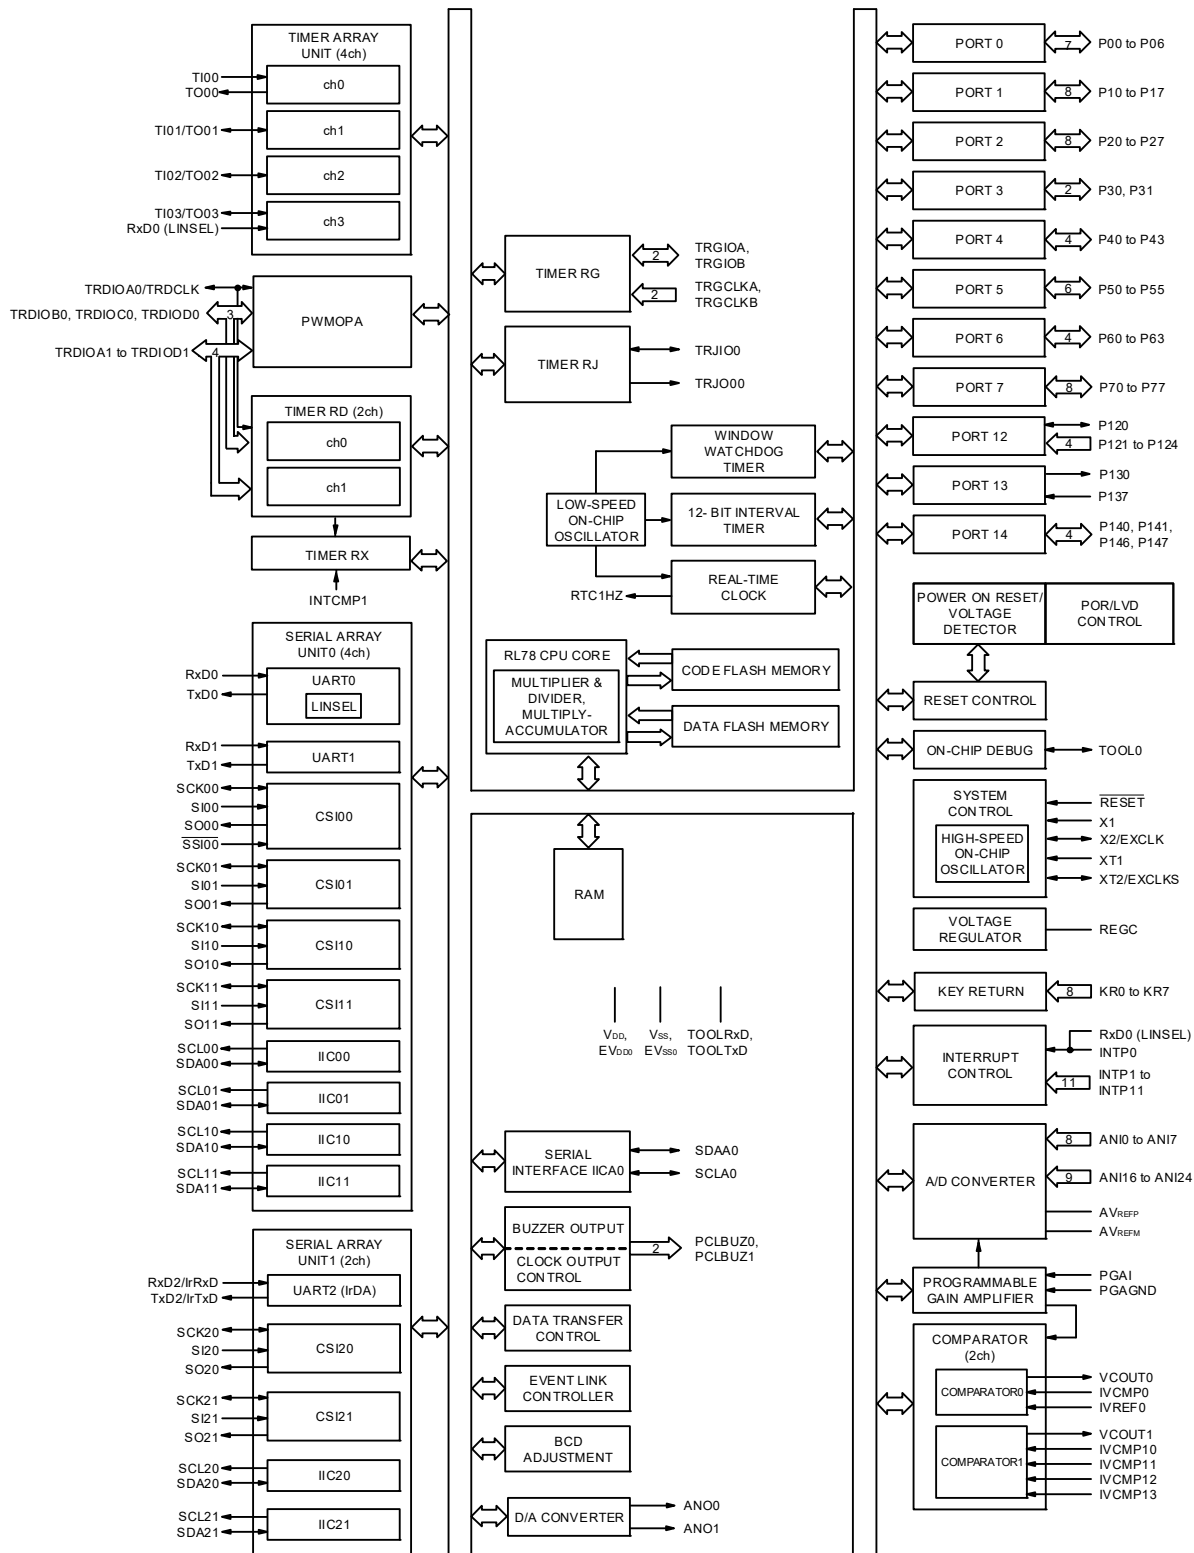 TIMER ARRAY
UNIT (4ch)
TI00
TO00
ch0
TI01/TO01
ch1
TI02/TO02
ch2
TI03/TO03
RxD0 (LINSEL)
ch3
TRDIOA0/TRDCLK
TRDIOB0, TRDIOC0, TRDIOD0
3
TRDIOA1 to TRDIOD1
4
PWMOPA
TIMER RD (2ch)
ch0
ch1
TIMER RX
INTCMP1
SERIAL ARRAY
UNIT0 (4ch)
RxD0
TxD0
UART0
LINSEL
RxD1
TxD1
UART1
SCK00
SI00
SO00
SSI00
CSI00
SCK01
SI01
SO01
CSI01
SCK10
SI10
SO10
CSI10
SCK11
SI11
SO11
CSI11
SCL00
SDA00
IIC00
SCL01
SDA01
IIC01
SCL10
SDA10
IIC10
SCL11
SDA11
IIC11
SERIAL ARRAY
UNIT1 (2ch)
RxD2/IrRxD
TxD2/IrTxD
UART2 (IrDA)
SCK20
SI20
SO20
CSI20
SCK21
SI21
SO21
CSI21
SCL20
SDA20
IIC20
SCL21
SDA21
IIC21
TIMER RG
2
TRGIOA,
TRGIOB
2
TRGCLKA,
TRGCLKB
TIMER RJ
TRJIO0
TRJO00
LOW-SPEED
ON-CHIP
OSCILLATOR
WINDOW
WATCHDOG
TIMER
12- BIT INTERVAL
TIMER
REAL-TIME
CLOCK
RTC1HZ
RL78 CPU CORE
MULTIPLIER &
DIVIDER,
MULTIPLY-
ACCUMULATOR
CODE FLASH MEMORY
DATA FLASH MEMORY
RAM
VDD,
EVDD0
VSS,
EVSS0
TOOLRxD,
TOOLTxD
SERIAL
INTERFACE IICA0
SDAA0
SCLA0
BUZZER OUTPUT
CLOCK OUTPUT
CONTROL
2
PCLBUZ0,
PCLBUZ1
DATA TRANSFER
CONTROL
EVENT LINK
CONTROLLER
BCD
ADJUSTMENT
D/A CONVERTER
ANO0
ANO1
PORT 0
7
P00 to P06
PORT 1
8
P10 to P17
PORT 2
8
P20 to P27
PORT 3
2
P30, P31
PORT 4
4
P40 to P43
PORT 5
6
P50 to P55
PORT 6
4
P60 to P63
PORT 7
8
P70 to P77
PORT 12
P120
4
P121 to P124
PORT 13
P130
P137
PORT 14
4
P140, P141,
P146, P147
POWER ON RESET/
VOLTAGE
DETECTOR
POR/LVD
CONTROL
RESET CONTROL
ON-CHIP DEBUG
TOOL0
SYSTEM
CONTROL
HIGH-SPEED
ON-CHIP
OSCILLATOR
RESET
X1
X2/EXCLK
XT1
XT2/EXCLKS
VOLTAGE
REGULATOR
REGC
KEY RETURN
8
KR0 to KR7
INTERRUPT
CONTROL
RxD0 (LINSEL)
INTP0
11
INTP1 to
INTP11
A/D CONVERTER
8
ANI0 to ANI7
9
ANI16 to ANI24
AVREFP
AVREFM
PROGRAMMABLE
GAIN AMPLIFIER
PGAI
PGAGND
COMPARATOR
(2ch)
COMPARATOR0
VCOUT0
IVCMP0
IVREF0
COMPARATOR1
VCOUT1
IVCMP10
IVCMP11
IVCMP12
IVCMP13